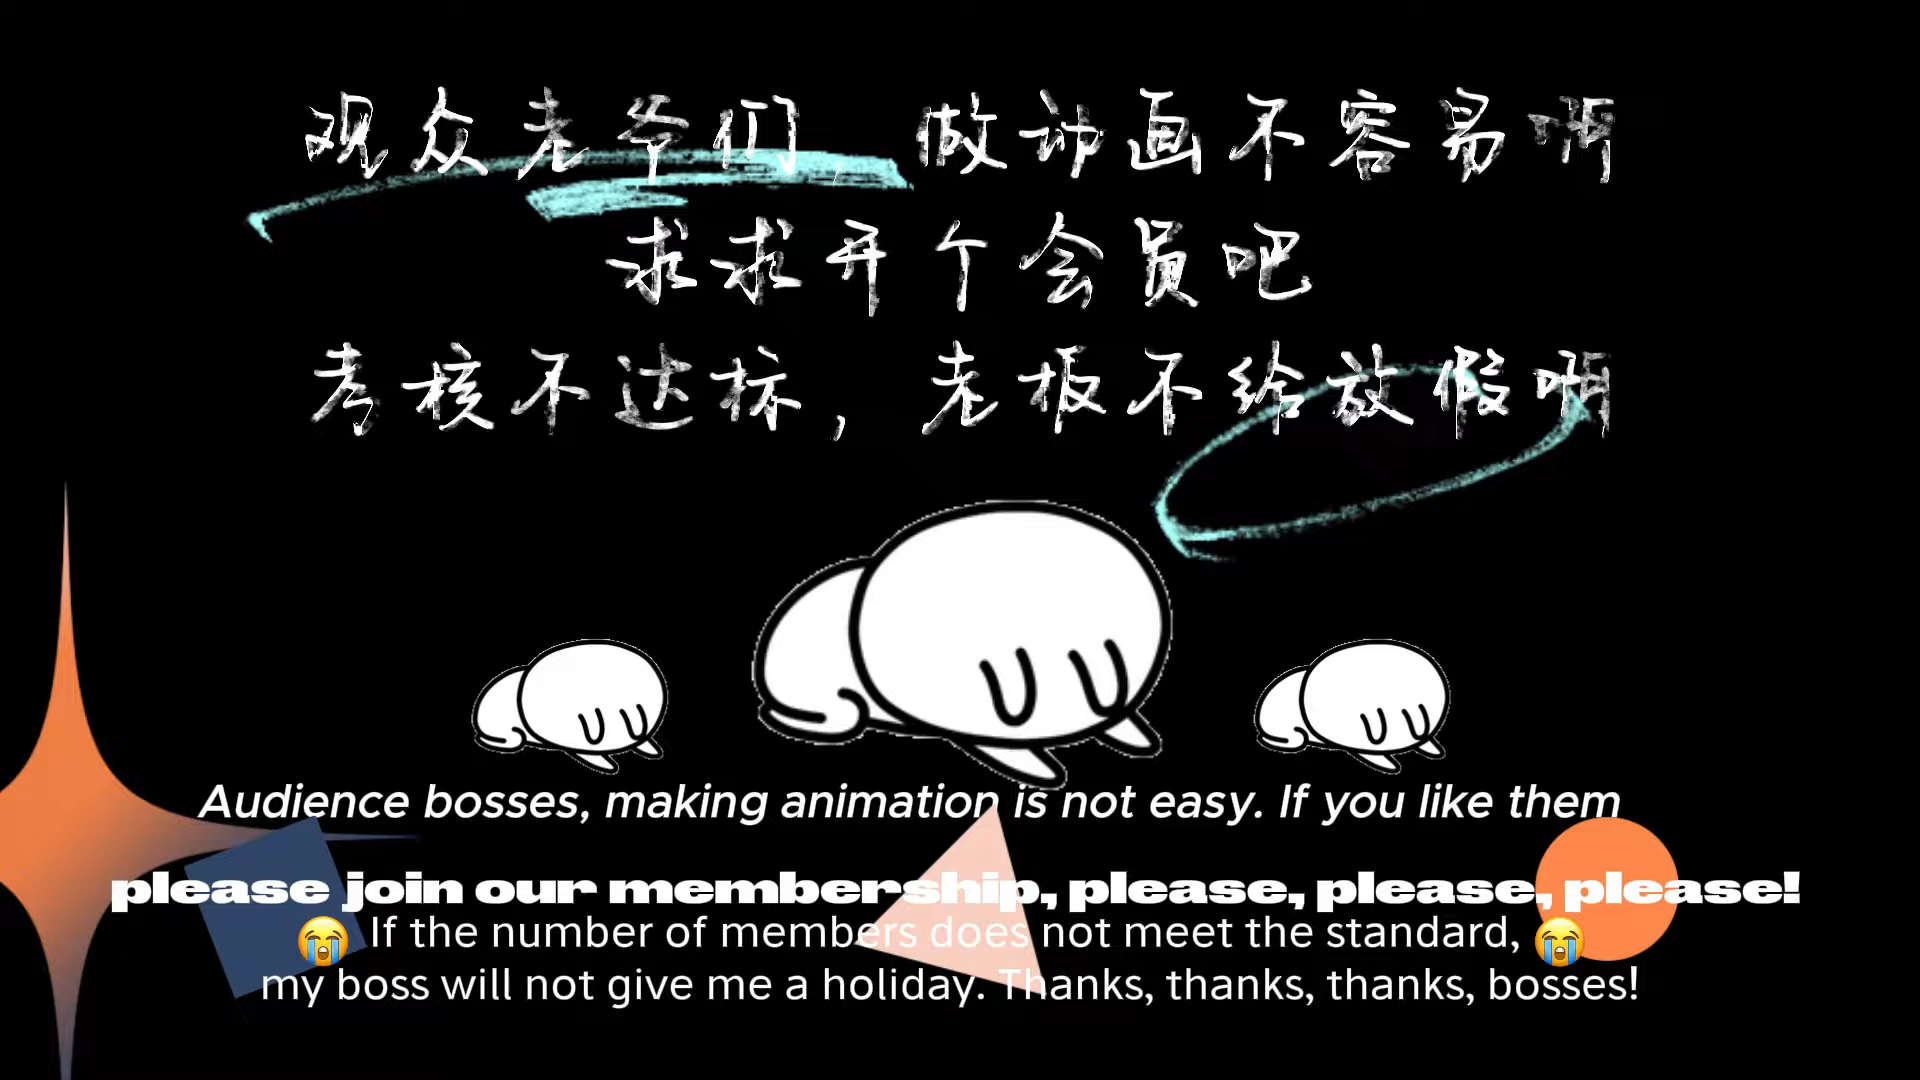 观众老爷们，做动画不容易啊
求求开个会员吧
考核不达标，老板不给放假啊
Audience bosses, making animation is not easy. If you like them
please join our membership, please, please, please!
😭 If the number of members does not meet the standard, 😭
my boss will not give me a holiday. Thanks, thanks, thanks, bosses!